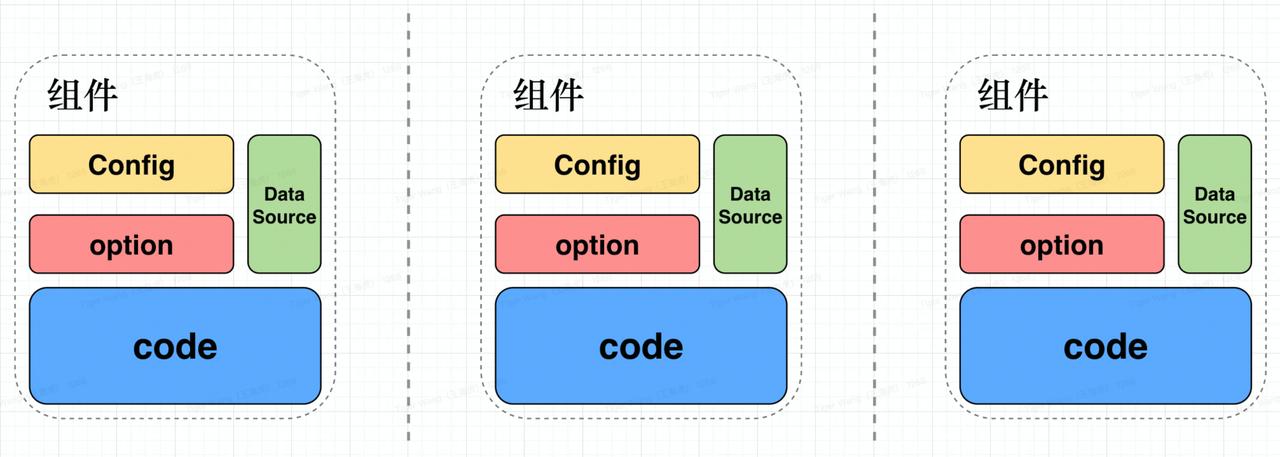 组件
Config
Data
Source
option
code
组件
Config
Data
Source
option
code
组件
Config
Data
Source
option
code